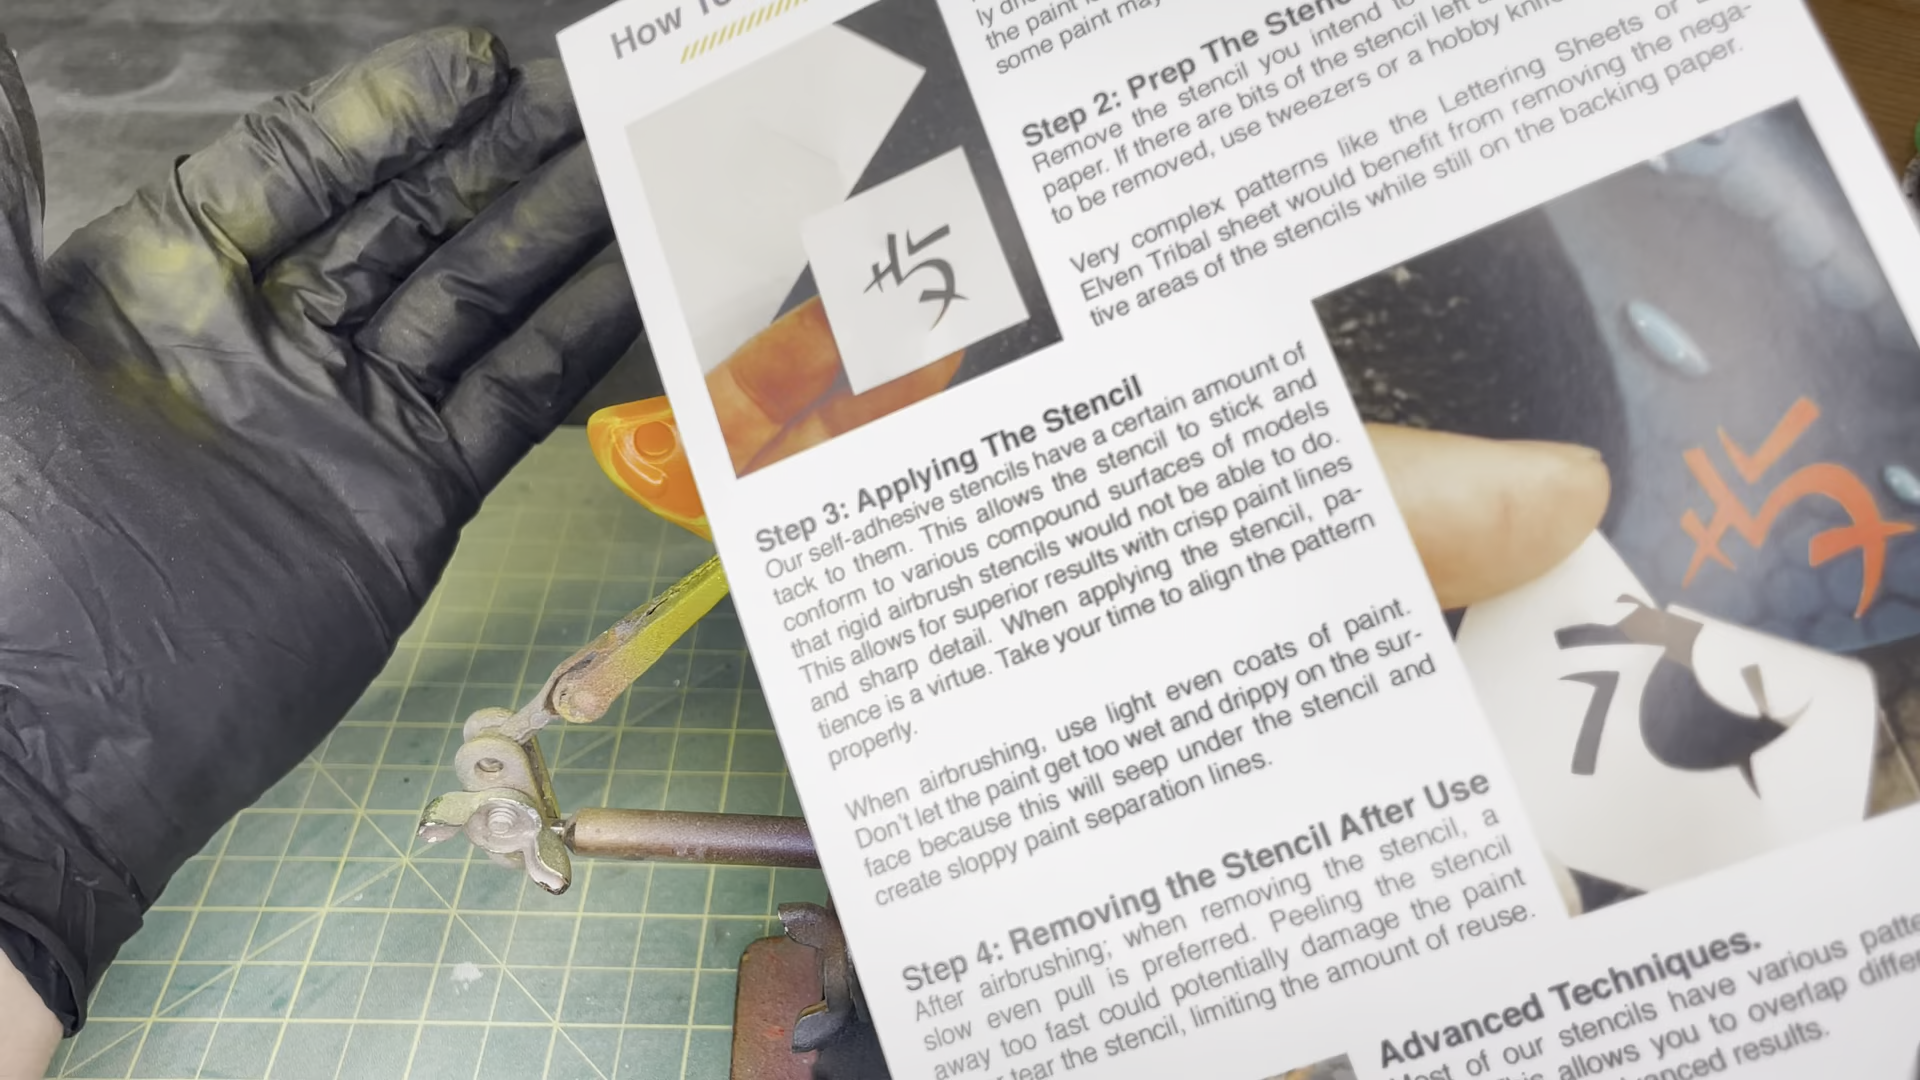 How To
ly
the paint is
some paint may
Step 2: Prep The Stenc
Remove the stencil you intend to
paper. If there are bits of the stencil left
to be removed, use tweezers or a hobby knife
Very complex patterns like the Lettering Sheets or
Elven Tribal sheet would benefit from removing the nega-
tive areas of the stencils while still on the backing paper.
Step 3: Applying The Stencil
Our self-adhesive stencils have a certain amount of
tack to them. This allows the stencil to stick and
conform to various compound surfaces of models
that rigid airbrush stencils would not be able to do.
This allows for superior results with crisp paint lines
and sharp detail. When applying the stencil, pa-
tience is a virtue. Take your time to align the pattern
properly.
When airbrushing, use light even coats of paint.
Don't let the paint get too wet and drippy on the sur-
face because this will seep under the stencil and
create sloppy paint separation lines.
Step 4: Removing the Stencil After Use
After airbrushing; when removing the stencil, a
slow even pull is preferred. Peeling the stencil
away too fast could potentially damage the paint
or tear the stencil, limiting the amount of reuse.
Advanced Techniques.
Most of our stencils have various patte
This allows you to overlap differ
advanced results.